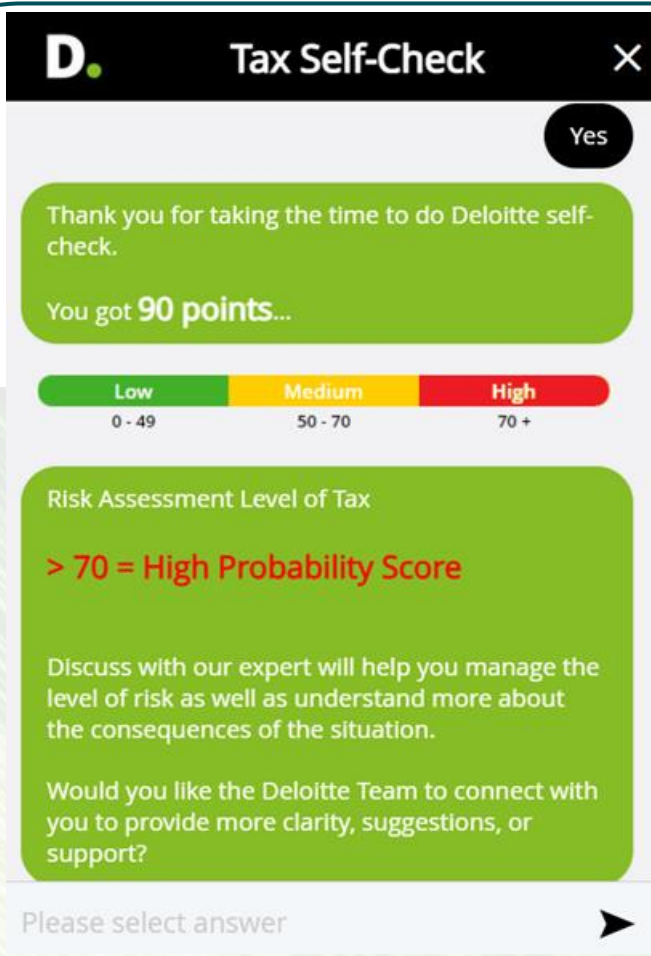 D. Tax Self-Check ×
Yes
Thank you for taking the time to do Deloitte self-
check.
You got 90 points...
Low Medium High
0 - 49 50 - 70 70 +
Risk Assessment Level of Tax
> 70 = High Probability Score
Discuss with our expert will help you manage the
level of risk as well as understand more about
the consequences of the situation.
Would you like the Deloitte Team to connect with
you to provide more clarity, suggestions, or
support?
Please select answer